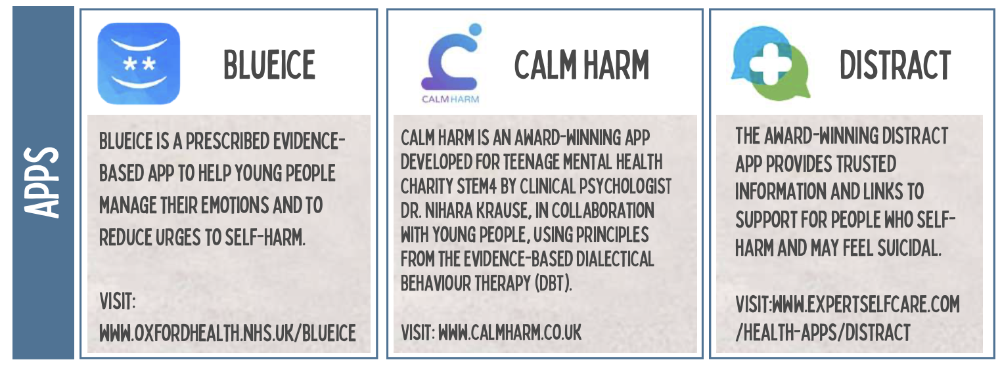 APPS
BLUEICE
BLUEICE IS A PRESCRIBED EVIDENCE-
BASED APP TO HELP YOUNG PEOPLE
MANAGE THEIR EMOTIONS AND TO
REDUCE URGES TO SELF-HARM.
VISIT:
WWW.OXFORDHEALTH.NHS.UK/BLUEICE
CALMHARM
CALM HARM
CALM HARM IS AN AWARD-WINNING APP
DEVELOPED FOR TEENAGE MENTAL HEALTH
CHARITY STEM4 BY CLINICAL PSYCHOLOGIST
DR. NIHARA KRAUSE, IN COLLABORATION
WITH YOUNG PEOPLE, USING PRINCIPLES
FROM THE EVIDENCE-BASED DIALECTICAL
BEHAVIOUR THERAPY (DBT).
VISIT: WWW.CALMHARM.CO.UK
DISTRACT
THE AWARD-WINNING DISTRACT
APP PROVIDES TRUSTED
INFORMATION AND LINKS TO
SUPPORT FOR PEOPLE WHO SELF-
HARM AND MAY FEEL SUICIDAL.
VISIT:WWW.EXPERTSELFCARE.COM
/HEALTH-APPS/DISTRACT